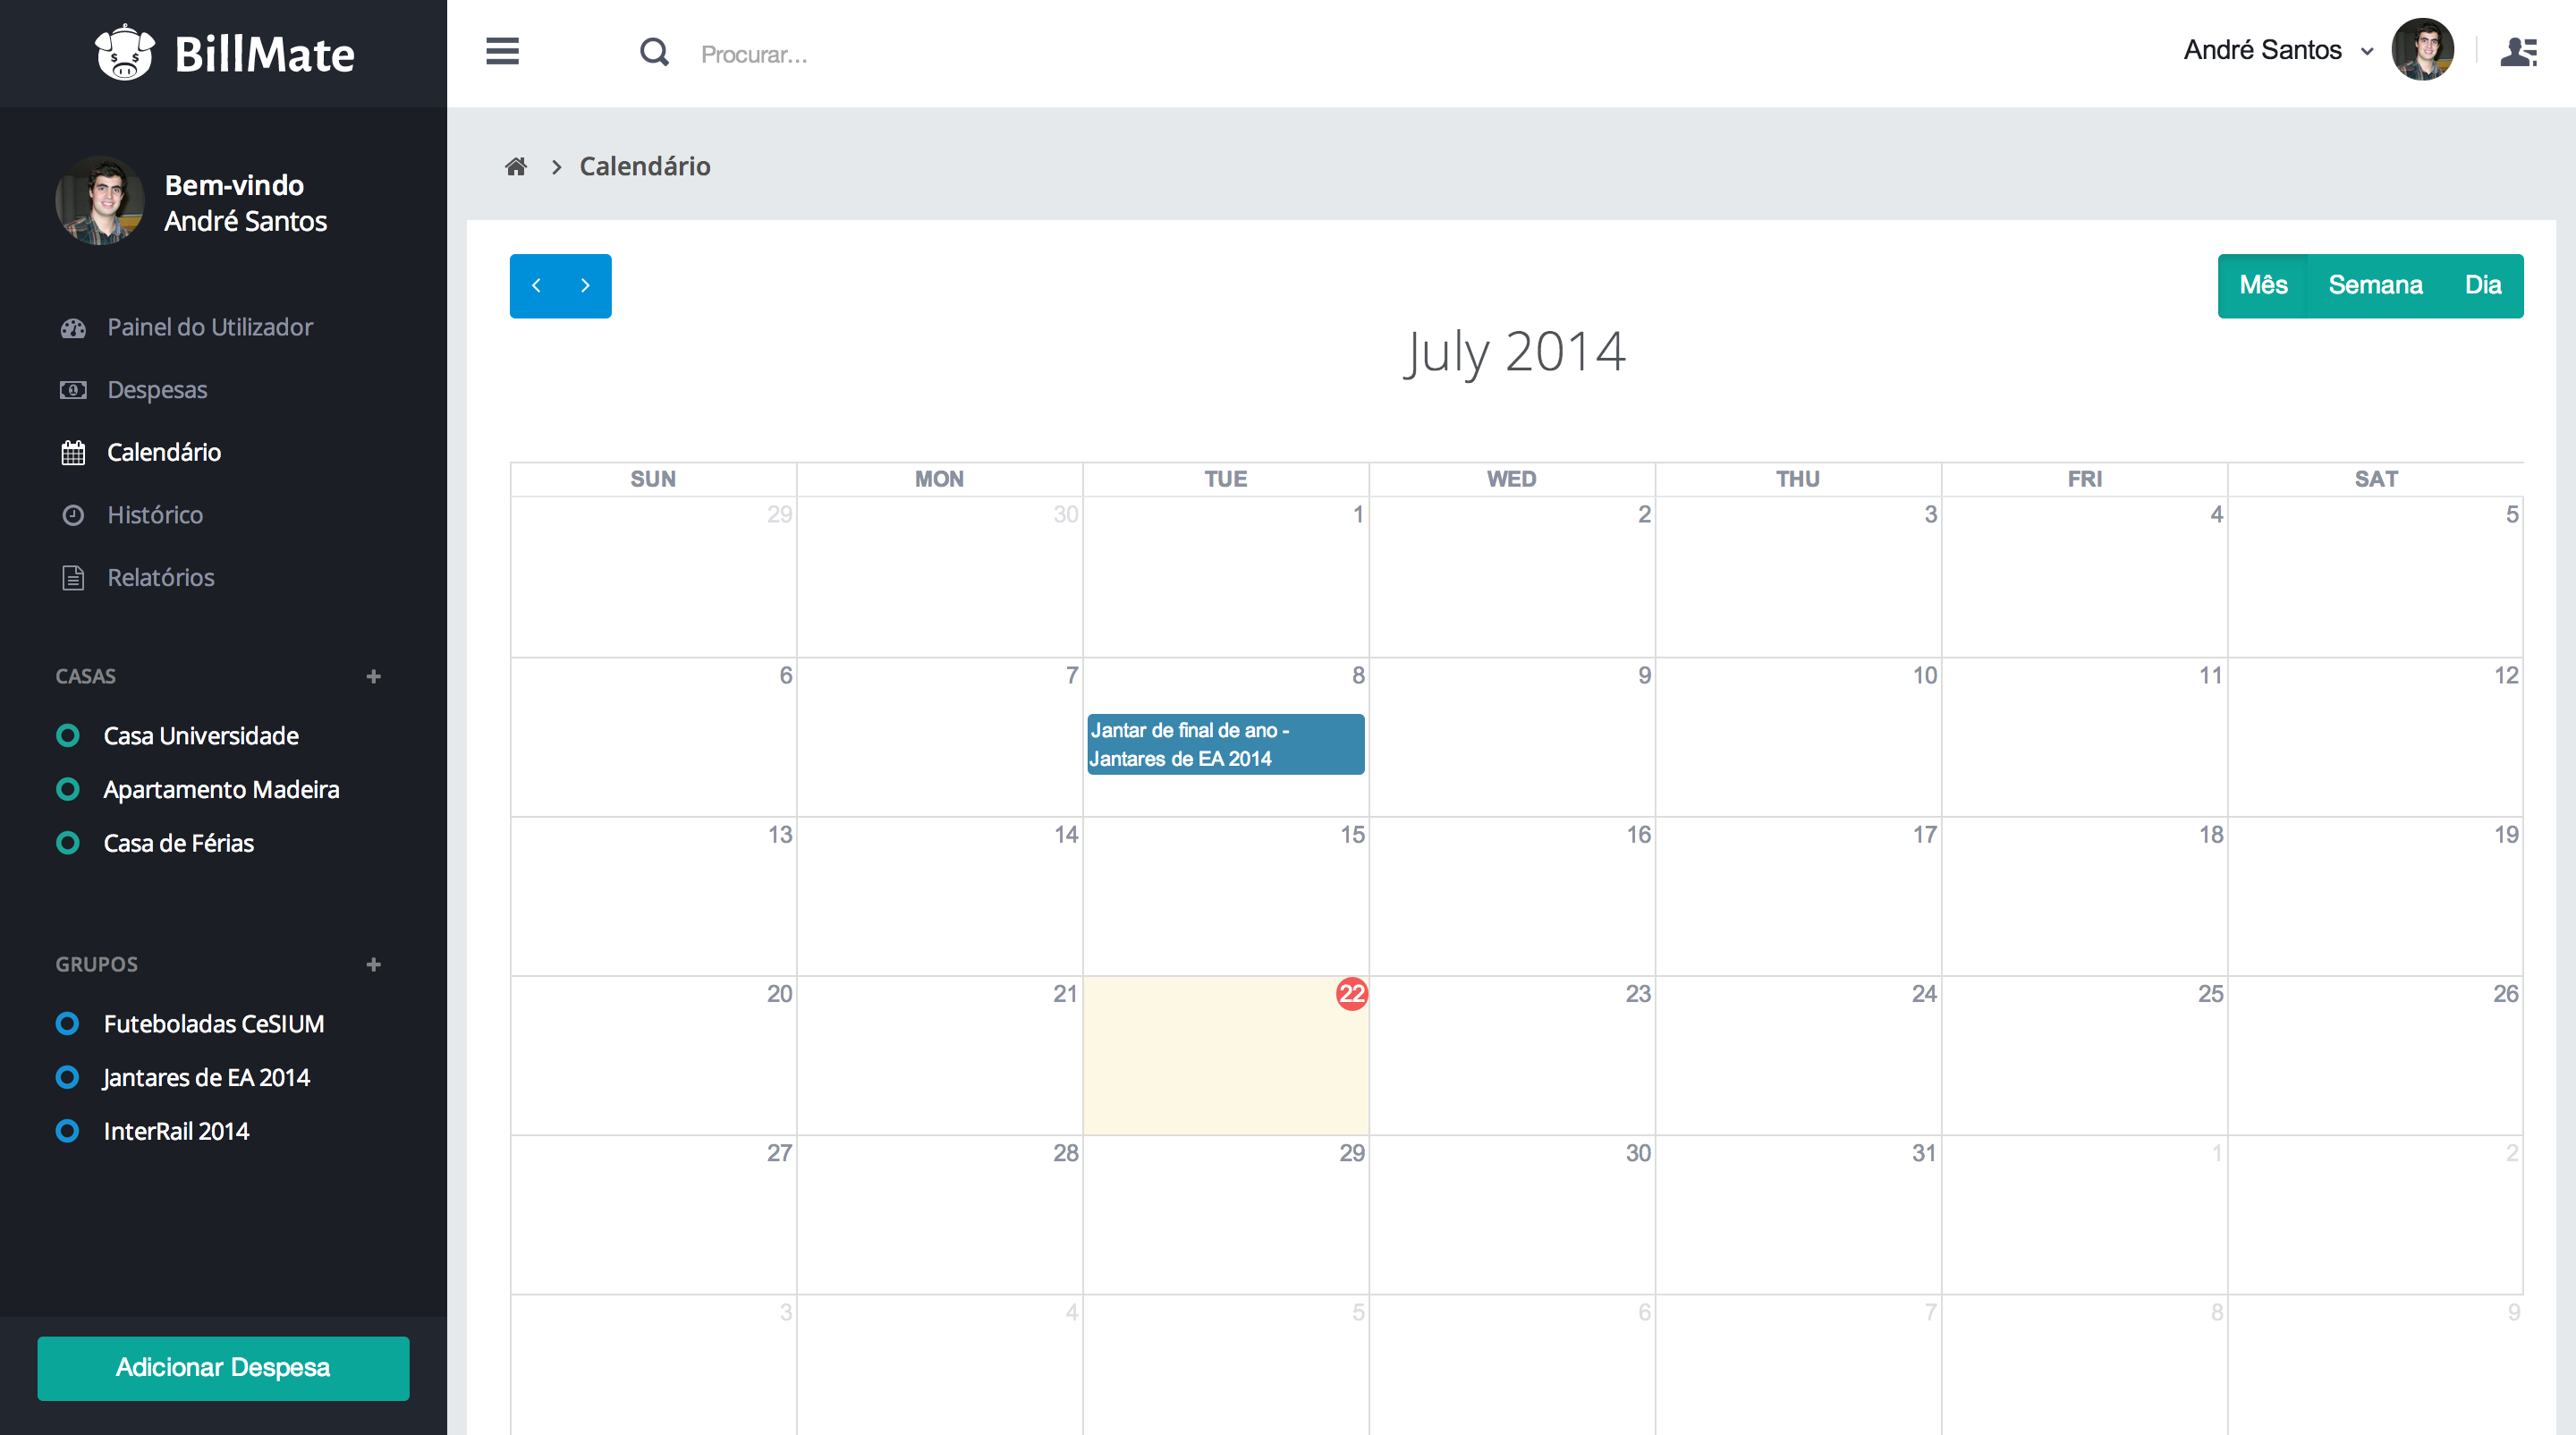 BillMate
Procurar...
André Santos
Bem-vindo
André Santos
Painel do Utilizador
Despesas
Calendário
Histórico
Relatórios
CASAS
Casa Universidade
Apartamento Madeira
Casa de Férias
GRUPOS
Futeboladas CeSIUM
Jantares de EA 2014
InterRail 2014
Adicionar Despesa
Calendário
Mês Semana Dia
July 2014
SUN MON TUE WED THU FRI SAT
29 30 1 2 3 4 5
6 7 8 9 10 11 12
Jantar de final de ano -
Jantares de EA 2014
13 14 15 16 17 18 19
20 21 22 23 24 25 26
27 28 29 30 31 1 2
3 4 5 6 7 8 9